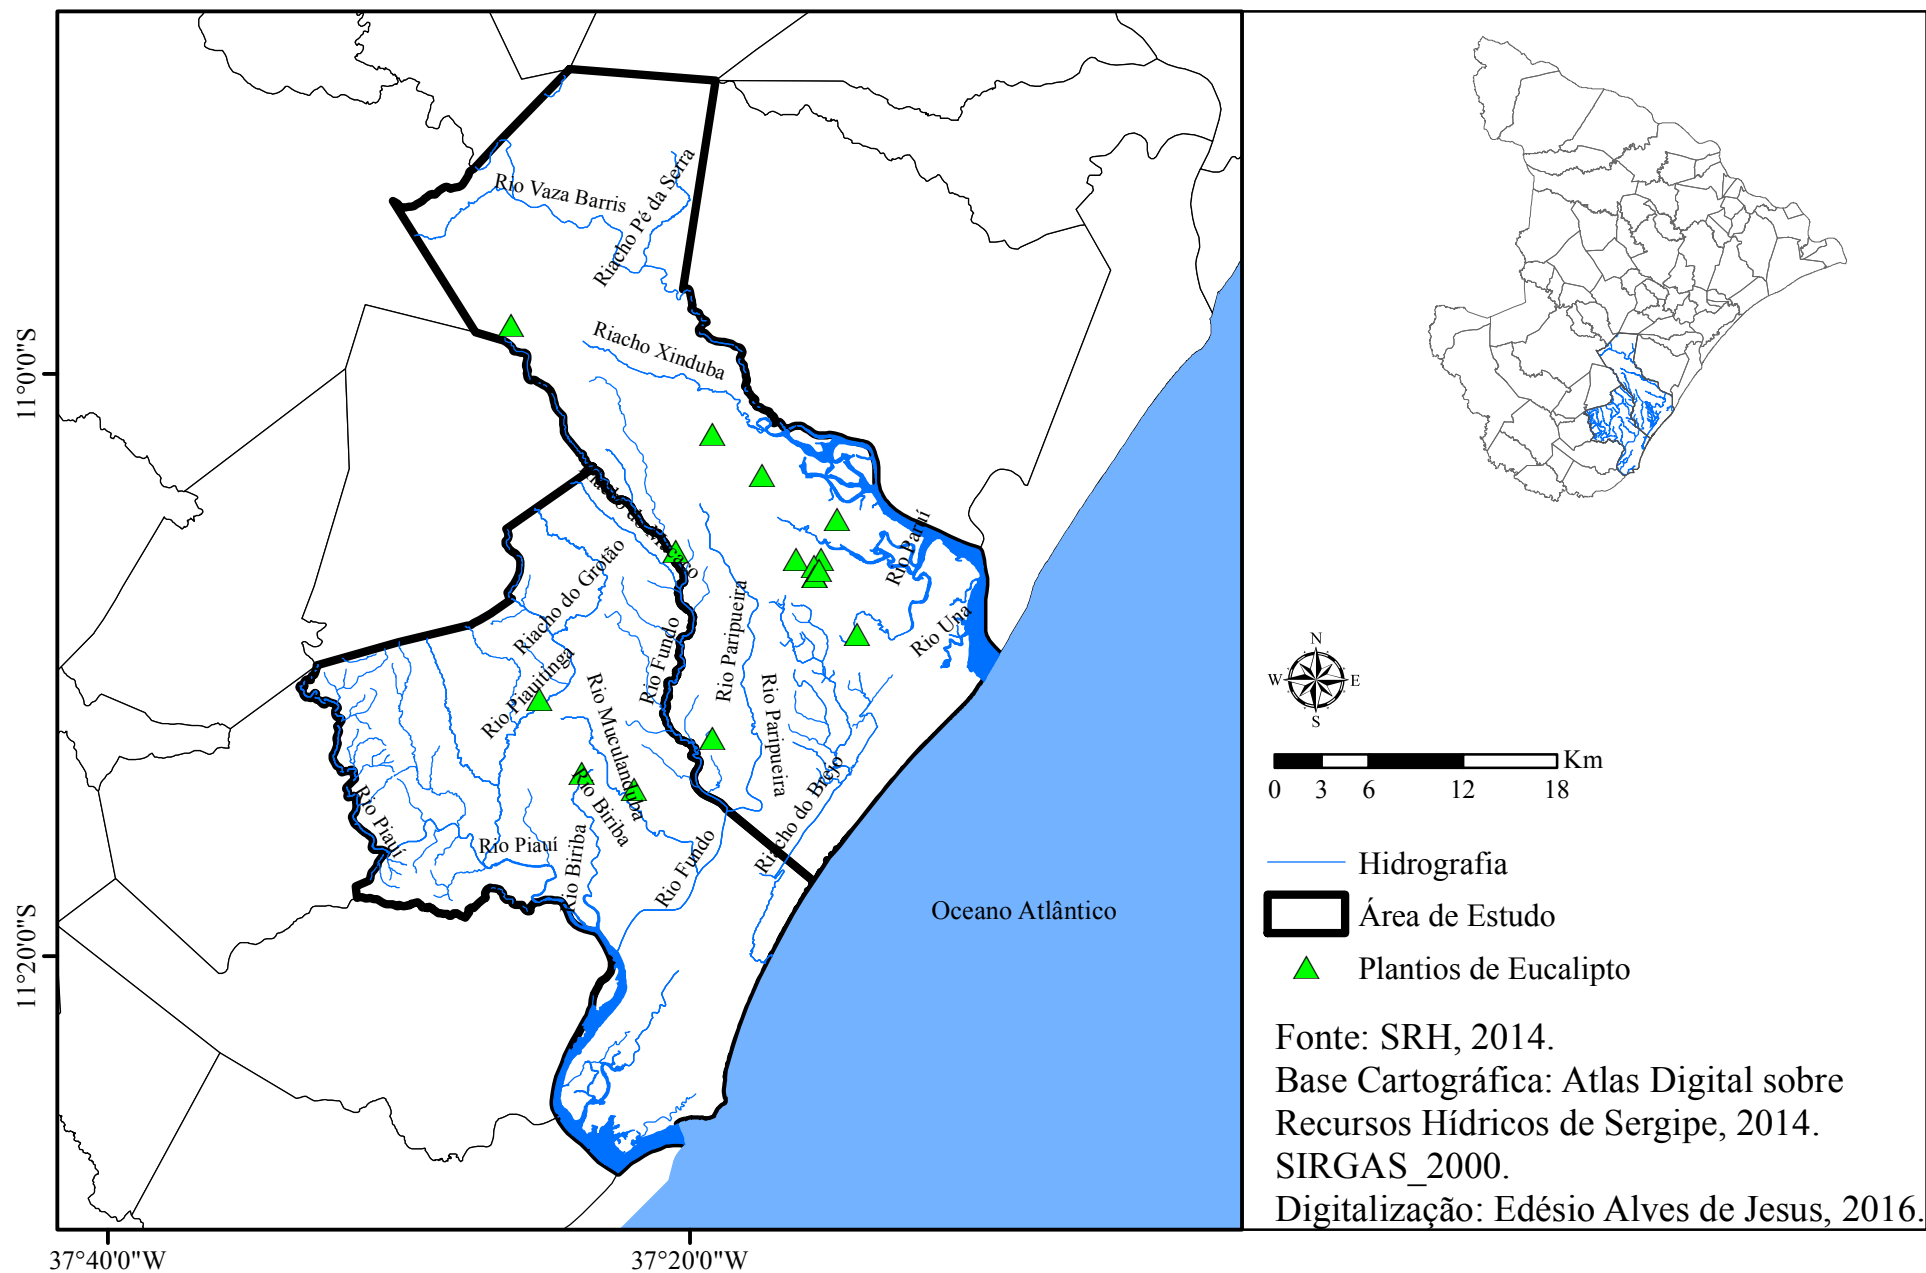 Rio Vaza Barris
Riacho Pé da Serra
Riacho Xinduba
11°0'0"S
Rio Paruí
Riacho do Grotão
Rio Paripueira
Rio Fundo
Rio Una
Rio Piauitinga
Rio Muculanduba
Rio Paripueira
Rio Piauí
Rio Piauí
Rio Biriba
Rio Biriba
Rio Fundo
Riacho do Brejo
Oceano Atlântico
11°20'0"S
37°40'0"W
37°20'0"W
N
W
E
S
0 3 6 12 18 Km
Hidrografia
Área de Estudo
Plantios de Eucalipto
Fonte: SRH, 2014.
Base Cartográfica: Atlas Digital sobre
Recursos Hídricos de Sergipe, 2014.
SIRGAS_2000.
Digitalização: Edésio Alves de Jesus, 2016.